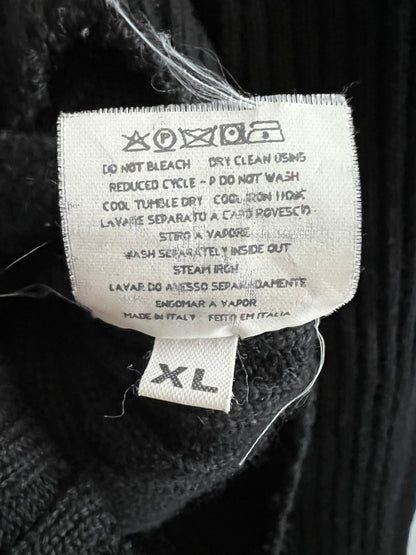 DO NOT BLEACH DRY CLEAN USING
REDUCED CYCLE - P DO NOT WASH
COOL TUMBLE DRY COOL IRON
LAVARE SEPARATO A CAPO ROVESCIO
STIRO A VAPORE
WASH SEPARATELY INSIDE OUT
STEAM IRON
LAVAR DO AVESSO SEPARADAMENTE
ENGOMAR A VAPOR
MADE IN ITALY FEITO EM ITALIA
XL